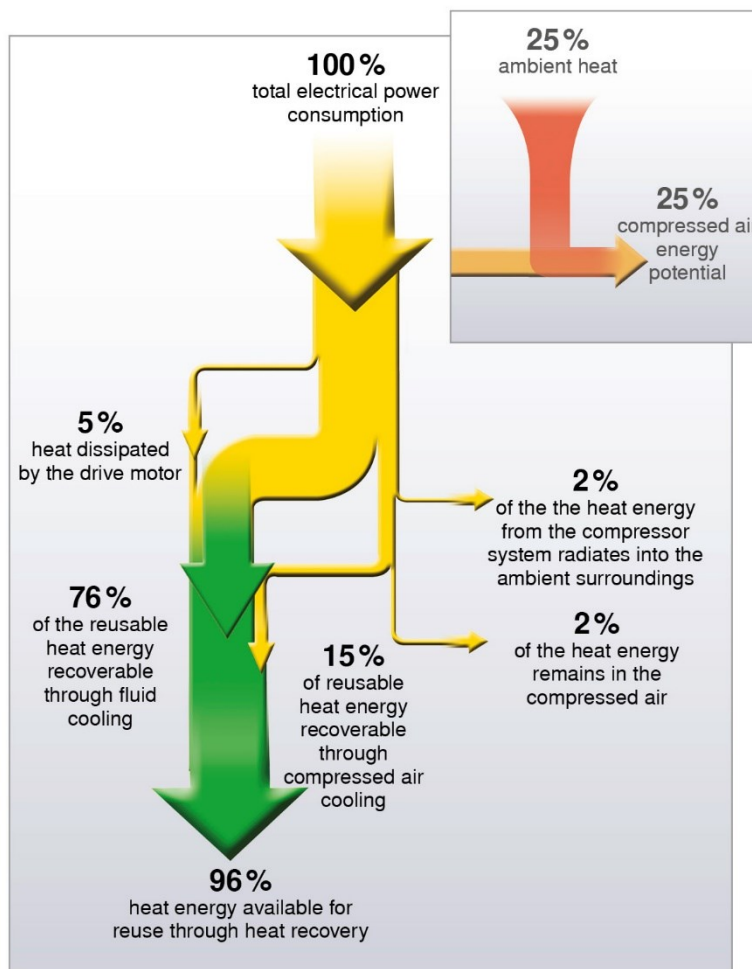 100%
total electrical power
consumption
25%
ambient heat
25%
compressed air
energy
potential
5%
heat dissipated
by the drive motor
2%
of the the heat energy
from the compressor
system radiates into the
ambient surroundings
76%
of the reusable
heat energy
recoverable
through fluid
cooling
15%
of reusable
heat energy
recoverable
through
compressed air
cooling
2%
of the heat energy
remains in the
compressed air
96%
heat energy available for
reuse through heat recovery